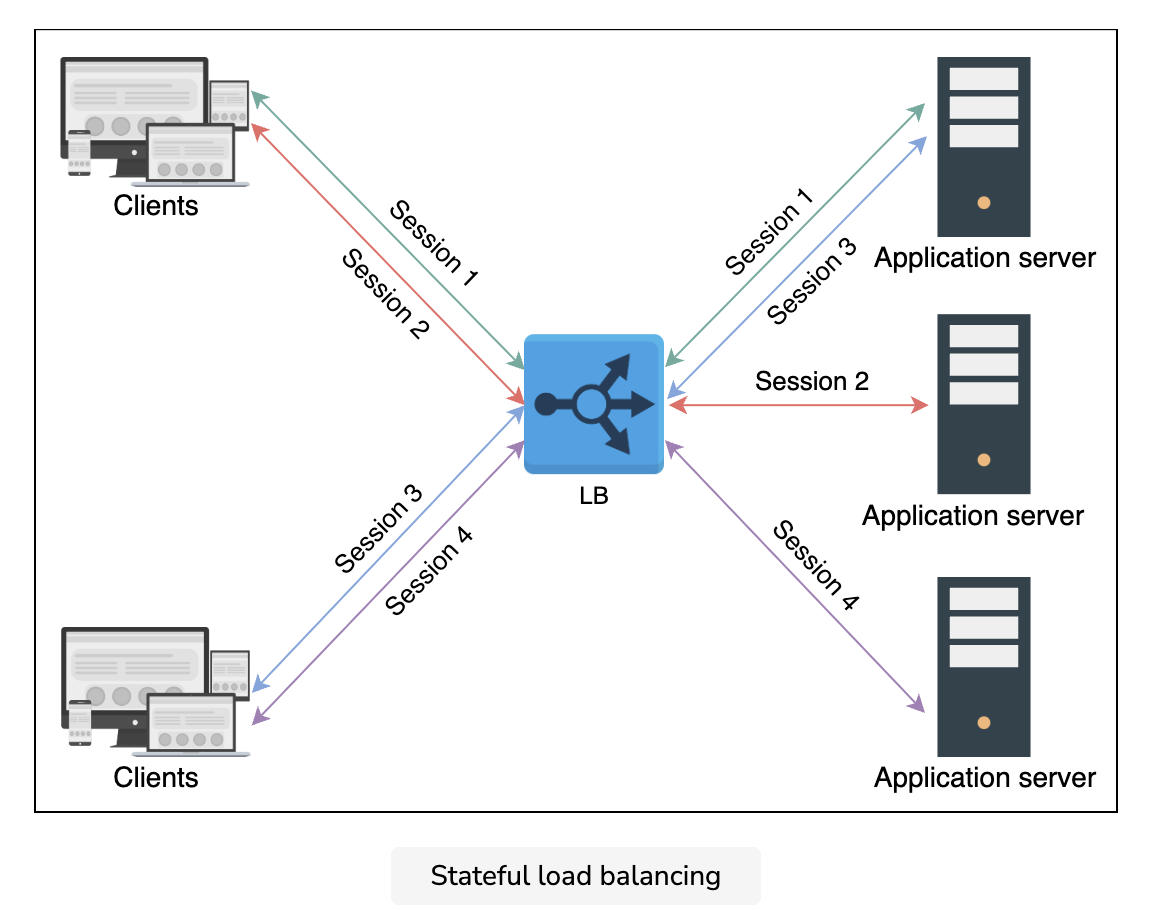 Clients
Application server
Session 1
Session 2
Session 1
Session 3
Session 2
LB
Application server
Session 3
Session 4
Session 4
Clients
Application server
Stateful load balancing